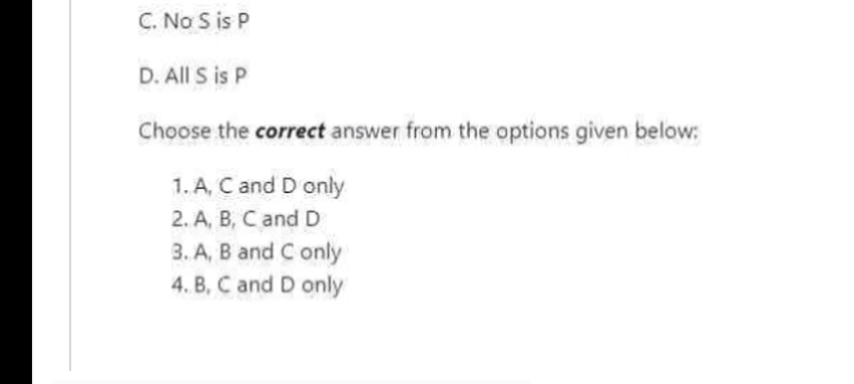 C. No S is P
D. All S is P
Choose the correct answer from the options given below:
1. A, C and D only
2. A, B, C and D
3. A, B and C only
4. B, C and D only